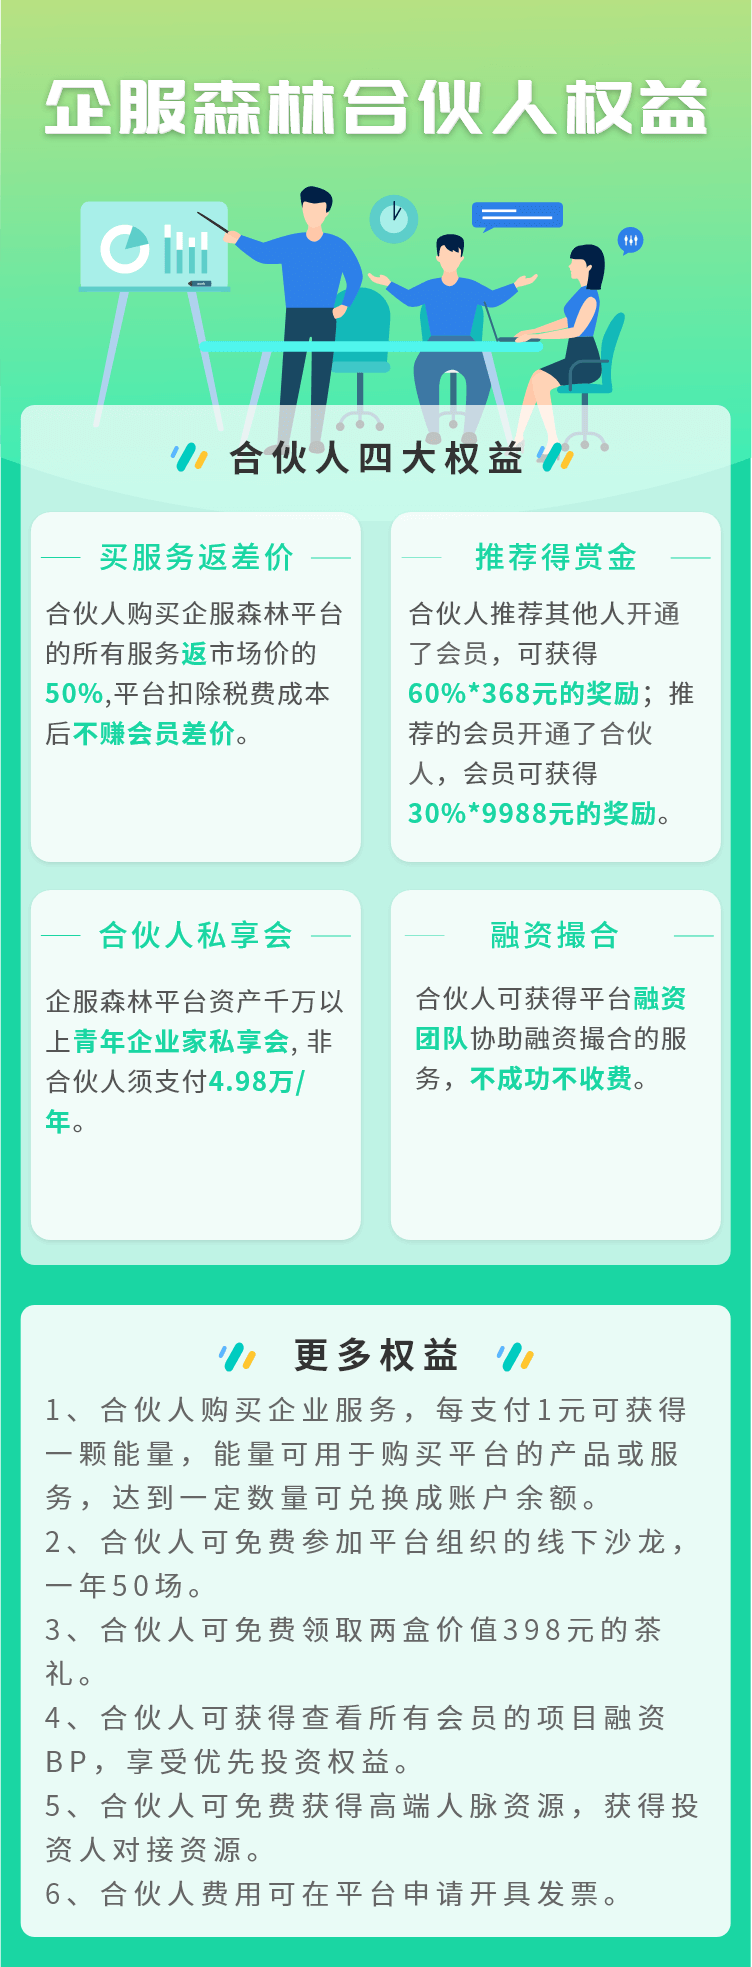 企服森林合伙人权益
合伙人四大权益
买服务返差价
合伙人购买企服森林平台
的所有服务返市场价的
50%,平台扣除税费成本
后不赚会员差价。
推荐得赏金
合伙人推荐其他人开通
了会员，可获得
60%*368元的奖励；推
荐的会员开通了合伙
人，会员可获得
30%*9988元的奖励。
合伙人私享会
企服森林平台资产千万以
上青年企业家私享会, 非
合伙人须支付4.98万/
年。
融资撮合
合伙人可获得平台融资
团队协助融资撮合的服
务，不成功不收费。
更多权益
1、合伙人购买企业服务，每支付1元可获得
一颗能量，能量可用于购买平台的产品或服
务，达到一定数量可兑换成账户余额。
2、合伙人可免费参加平台组织的线下沙龙，
一年50场。
3、合伙人可免费领取两盒价值398元的茶
礼。
4、合伙人可获得查看所有会员的项目融资
BP，享受优先投资权益。
5、合伙人可免费获得高端人脉资源，获得投
资人对接资源。
6、合伙人费用可在平台申请开具发票。